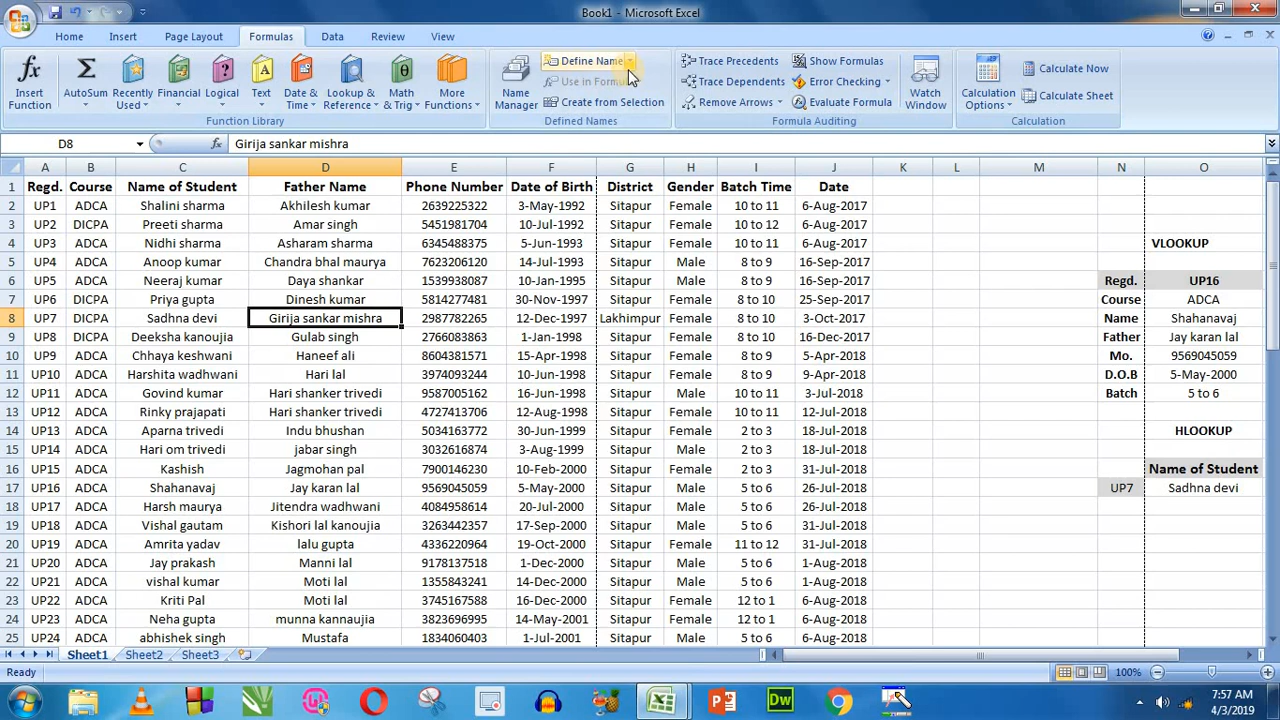 Book1 - Microsoft Excel
Home Insert Page Layout Formulas Data Review View
fx Insert Function
Σ AutoSum
Recently Used
Financial
Logical
Text
Date & Time
Lookup & Reference
Math & Trig
More Functions
Function Library
Name Manager
Define Name
Use in Formu
Create from Selection
Defined Names
Trace Precedents
Trace Dependents
Remove Arrows
Show Formulas
Error Checking
Evaluate Formula
Watch Window
Formula Auditing
Calculation Options
Calculate Now
Calculate Sheet
Calculation
D8 fx Girija sankar mishra
A B C D E F G H I J K L M N O
1 Regd. Course Name of Student Father Name Phone Number Date of Birth District Gender Batch Time Date
2 UP1 ADCA Shalini sharma Akhilesh kumar 2639225322 3-May-1992 Sitapur Female 10 to 11 6-Aug-2017
3 UP2 DICPA Preeti sharma Amar singh 5451981704 10-Jul-1992 Sitapur Female 10 to 12 6-Aug-2017
4 UP3 ADCA Nidhi sharma Asharam sharma 6345488375 5-Jun-1993 Sitapur Female 10 to 11 6-Aug-2017 VLOOKUP
5 UP4 ADCA Anoop kumar Chandra bhal maurya 7623206120 14-Jul-1993 Sitapur Male 8 to 9 16-Sep-2017
6 UP5 ADCA Neeraj kumar Daya shankar 1539938087 10-Jan-1995 Sitapur Male 8 to 9 16-Sep-2017 Regd. UP16
7 UP6 DICPA Priya gupta Dinesh kumar 5814277481 30-Nov-1997 Sitapur Female 8 to 10 25-Sep-2017 Course ADCA
8 UP7 DICPA Sadhna devi Girija sankar mishra 2987782265 12-Dec-1997 Lakhimpur Female 8 to 10 3-Oct-2017 Name Shahanavaj
9 UP8 DICPA Deeksha kanoujia Gulab singh 2766083863 1-Jan-1998 Sitapur Female 8 to 10 16-Dec-2017 Father Jay karan lal
10 UP9 ADCA Chhaya keshwani Haneef ali 8604381571 15-Apr-1998 Sitapur Female 8 to 9 5-Apr-2018 Mo. 9569045059
11 UP10 ADCA Harshita wadhwani Hari lal 3974093244 10-Jun-1998 Sitapur Female 8 to 9 9-Apr-2018 D.O.B 5-May-2000
12 UP11 ADCA Govind kumar Hari shanker trivedi 9587005162 16-Jun-1998 Sitapur Male 10 to 11 3-Jul-2018 Batch 5 to 6
13 UP12 ADCA Rinky prajapati Hari shanker trivedi 4727413706 12-Aug-1998 Sitapur Female 10 to 11 12-Jul-2018
14 UP13 ADCA Aparna trivedi Indu bhushan 5034163772 30-Jun-1999 Sitapur Female 2 to 3 18-Jul-2018 HLOOKUP
15 UP14 ADCA Hari om trivedi jabar singh 3032616874 3-Aug-1999 Sitapur Male 2 to 3 18-Jul-2018
16 UP15 ADCA Kashish Jagmohan pal 7900146230 10-Feb-2000 Sitapur Female 2 to 3 31-Jul-2018 Name of Student
17 UP16 ADCA Shahanavaj Jay karan lal 9569045059 5-May-2000 Sitapur Male 5 to 6 26-Jul-2018 UP7 Sadhna devi
18 UP17 ADCA Harsh maurya Jitendra wadhwani 4084958614 20-Jul-2000 Sitapur Male 5 to 6 26-Jul-2018
19 UP18 ADCA Vishal gautam Kishori lal kanoujia 3263442357 17-Sep-2000 Sitapur Male 5 to 6 31-Jul-2018
20 UP19 ADCA Amrita yadav lalu gupta 4336220964 19-Oct-2000 Sitapur Female 11 to 12 31-Jul-2018
21 UP20 ADCA Jay prakash Manni lal 9178137518 1-Dec-2000 Sitapur Male 5 to 6 1-Aug-2018
22 UP21 ADCA vishal kumar Moti lal 1355843241 14-Dec-2000 Sitapur Male 5 to 6 1-Aug-2018
23 UP22 ADCA Kriti Pal Moti lal 3745167588 16-Dec-2000 Sitapur Female 12 to 1 6-Aug-2018
24 UP23 ADCA Neha gupta munna kannaujia 3823696995 14-May-2001 Sitapur Female 12 to 1 6-Aug-2018
25 UP24 ADCA abhishek singh Mustafa 1834060403 1-Jul-2001 Sitapur Male 5 to 6 6-Aug-2018
Sheet1 Sheet2 Sheet3
Ready 100%
Dw
7:57 AM
4/3/2019